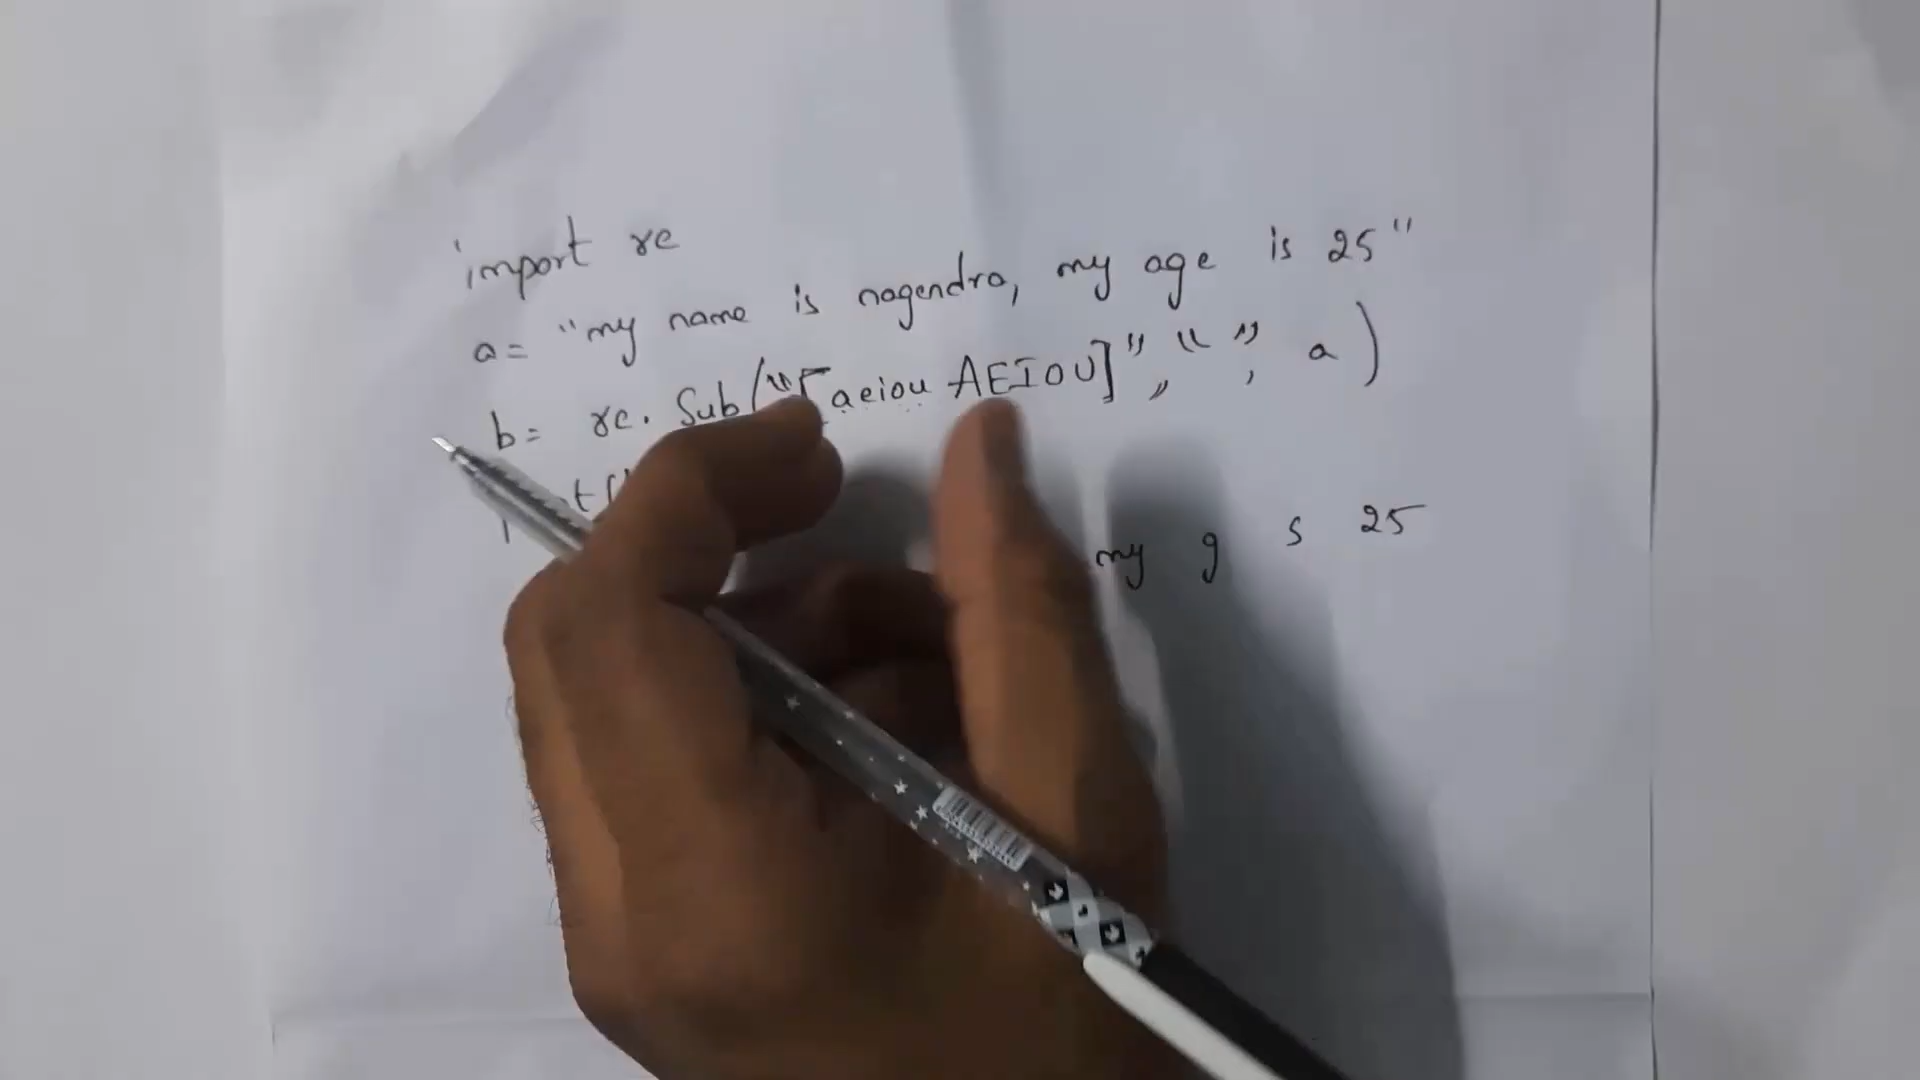 import re
a= "my name is nagendra, my age is 25"
b= re. Sub("[aeiou AEIOU]",, " ", a)
my g s 25